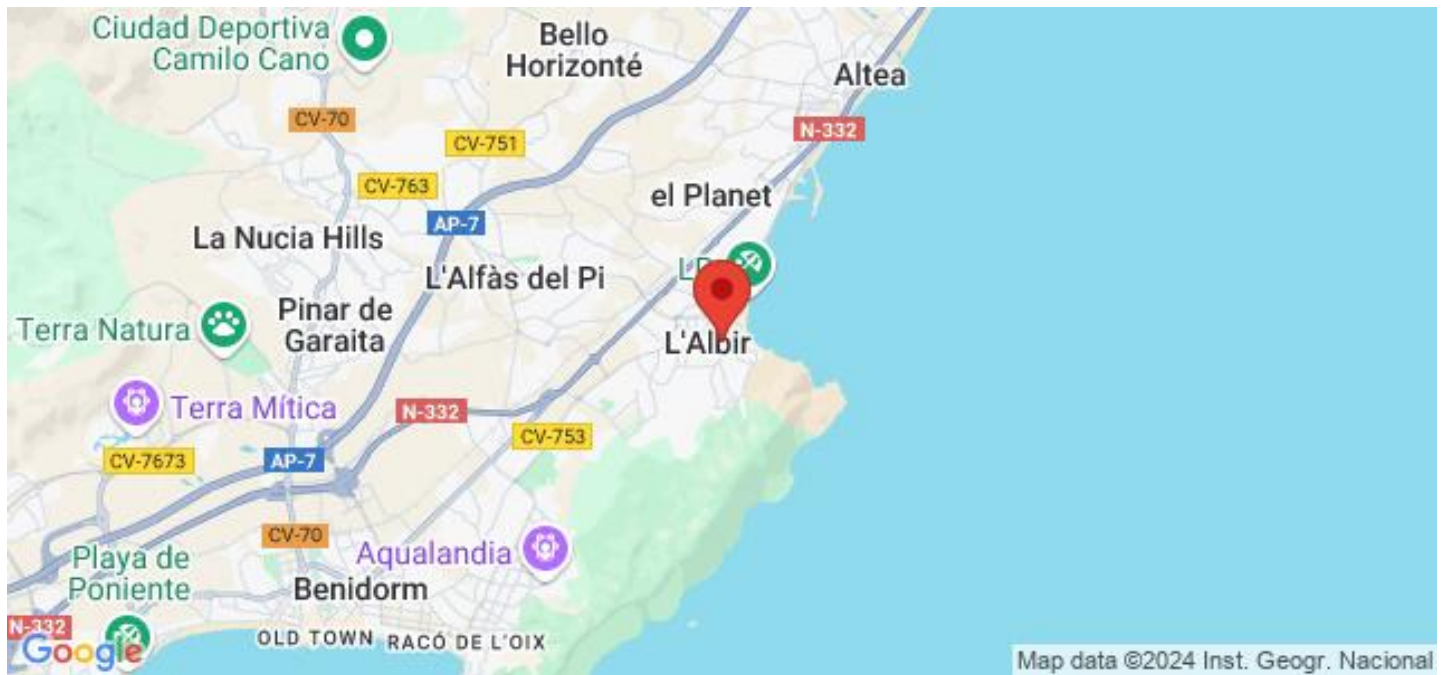 Ciudad Deportiva
Camilo Cano
Bello
Horizonté
Altea
CV-70
N-332
CV-751
CV-763
el Planet
AP-7
La Nucia Hills
L'Alfàs del Pi
Pinar de
Garaita
Terra Natura
L'Albir
Terra Mítica
N-332
CV-753
CV-7673
AP-7
CV-70
Aqualandia
Playa de
Poniente
Benidorm
N-332
OLD TOWN
RACÓ DE L'OIX
Google
Map data ©2024 Inst. Geogr. Nacional